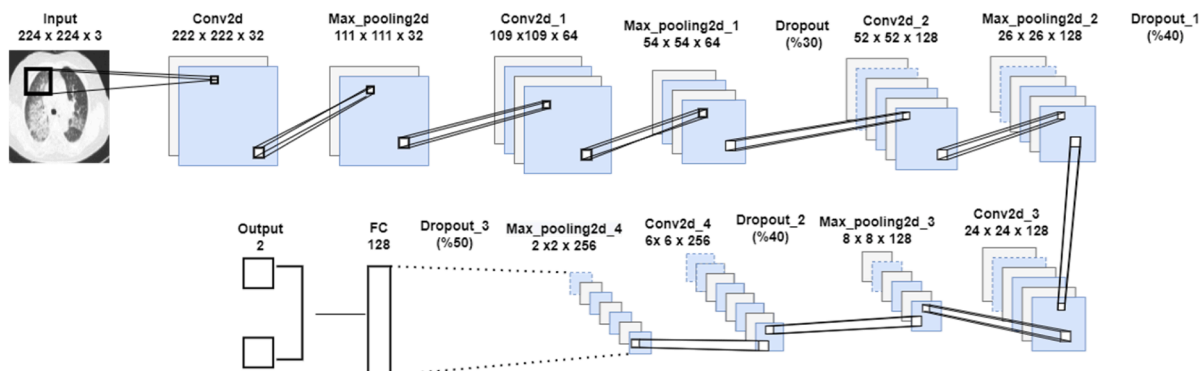 Input
224 x 224 x 3
Conv2d
222 x 222 x 32
Max_pooling2d
111 x 111 x 32
Conv2d_1
109 x109 x 64
Max_pooling2d_1
54 x 54 x 64
Dropout
(%30)
Conv2d_2
52 x 52 x 128
Max_pooling2d_2
26 x 26 x 128
Dropout_1
(%40)
Output
2
FC
128
Dropout_3
(%50)
Max_pooling2d_4
2 x2 x 256
Conv2d_4
6x 6 x 256
Dropout_2
(%40)
Max_pooling2d_3
8 x 8 x 128
Conv2d_3
24 x 24 x 128